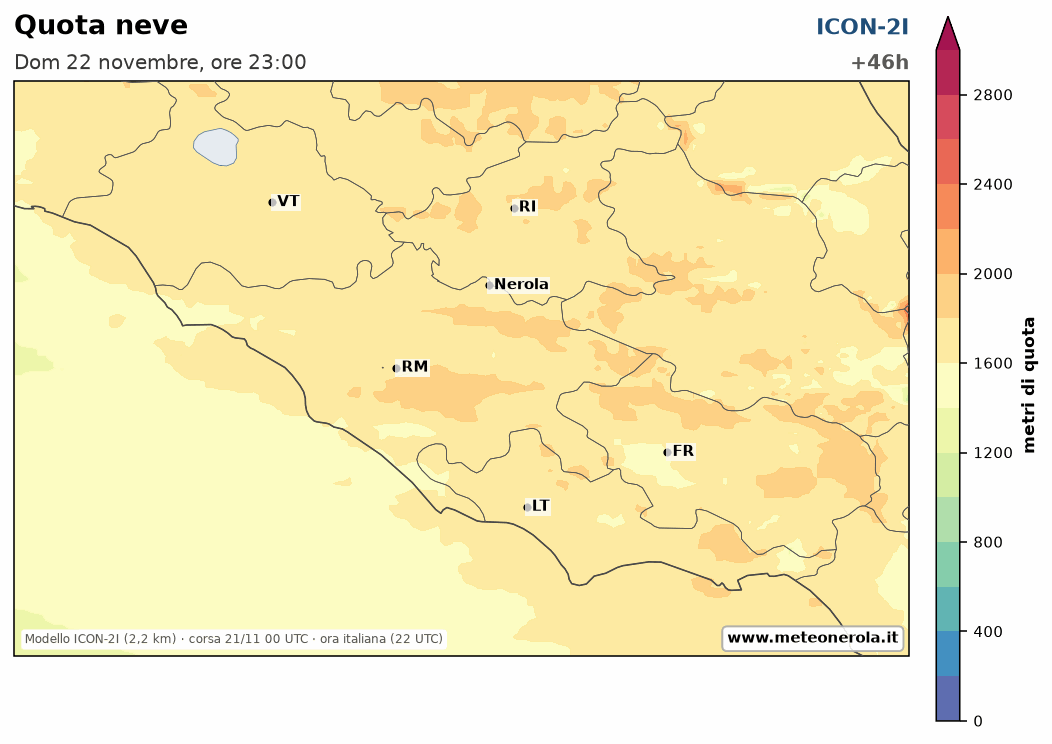 Quota neve
ICON-2I
Dom 22 novembre, ore 23:00
+46h
2800
2400
2000
1600
1200
800
400
0
metri di quota
VT
RI
Nerola
RM
FR
LT
Modello ICON-2I (2,2 km) · corsa 21/11 00 UTC · ora italiana (22 UTC)
www.meteonerola.it